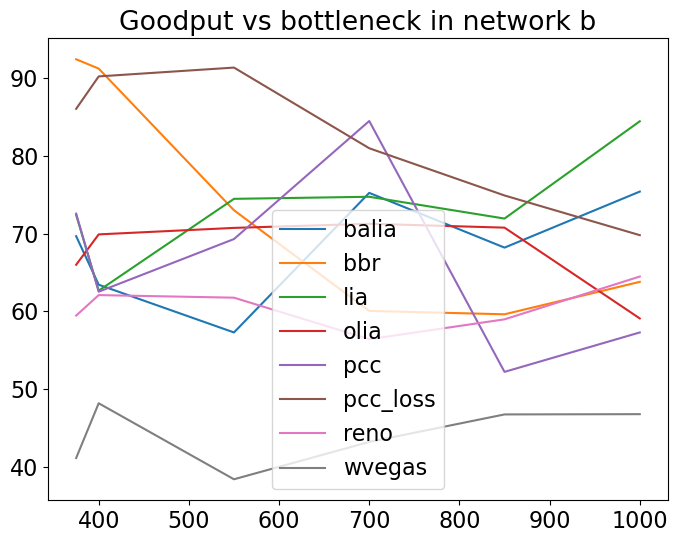 Goodput vs bottleneck in network b
90
80
70
60
50
40
balia
bbr
lia
olia
pcc
pcc_loss
reno
wvegas
400 500 600 700 800 900 1000